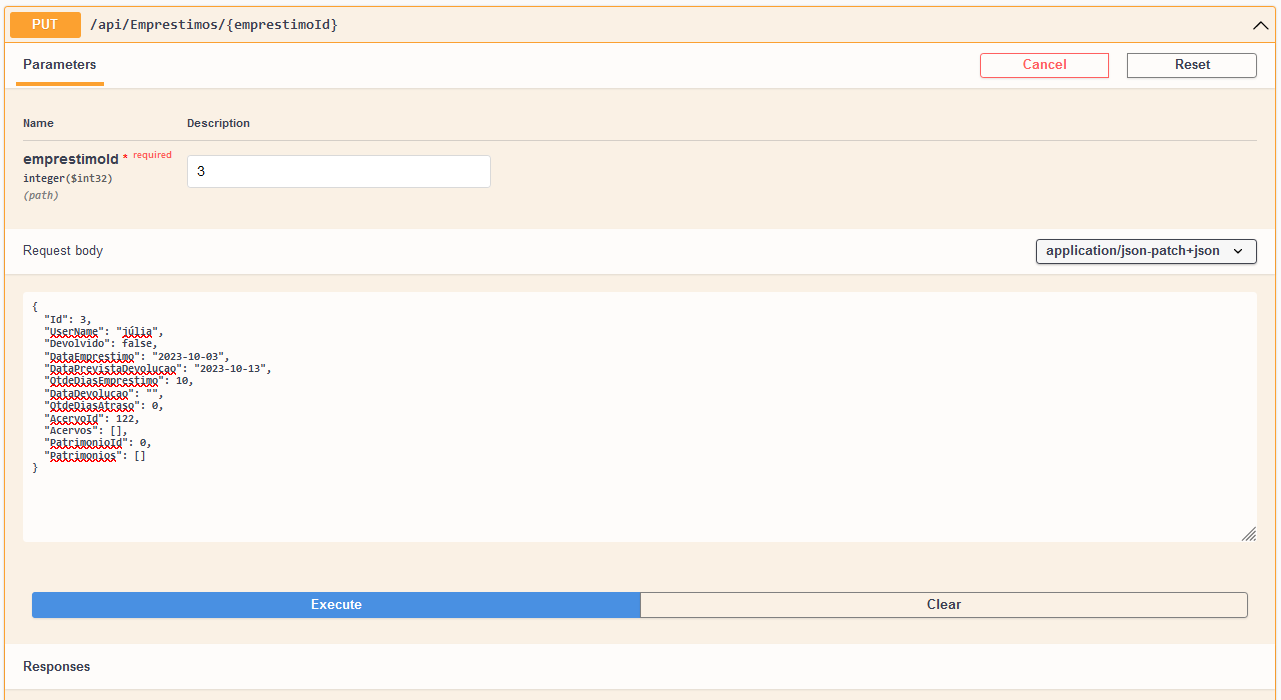 PUT /api/Emprestimos/{emprestimoId}
Parameters
Cancel
Reset
Name Description
emprestimoId * required
integer($int32)
(path)
3
Request body
application/json-patch+json
{
"Id": 3,
"UserName": "júlia",
"Devolvido": false,
"DataEmprestimo": "2023-10-03",
"DataPrevistaDevolucao": "2023-10-13",
"QtdeDiasEmprestimo": 10,
"DataDevolucao": "",
"QtdeDiasAtraso": 0,
"AcervoId": 122,
"Acervos": [],
"PatrimonioId": 0,
"Patrimonios": []
}
Execute
Clear
Responses